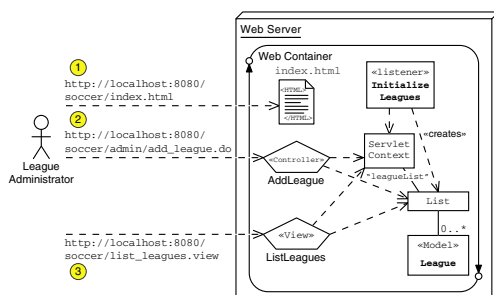 Web Server
Web Container
index.html
<HTML>
</HTML>
«listener»
Initialize
Leagues
1
http://localhost:8080/
soccer/index.html
2
http://localhost:8080/
soccer/admin/add_league.do
League
Administrator
«Controller»
AddLeague
Servlet
Context
«creates»
"leagueList"
List
0..*
«Model»
League
«View»
ListLeagues
http://localhost:8080/
soccer/list_leagues.view
3